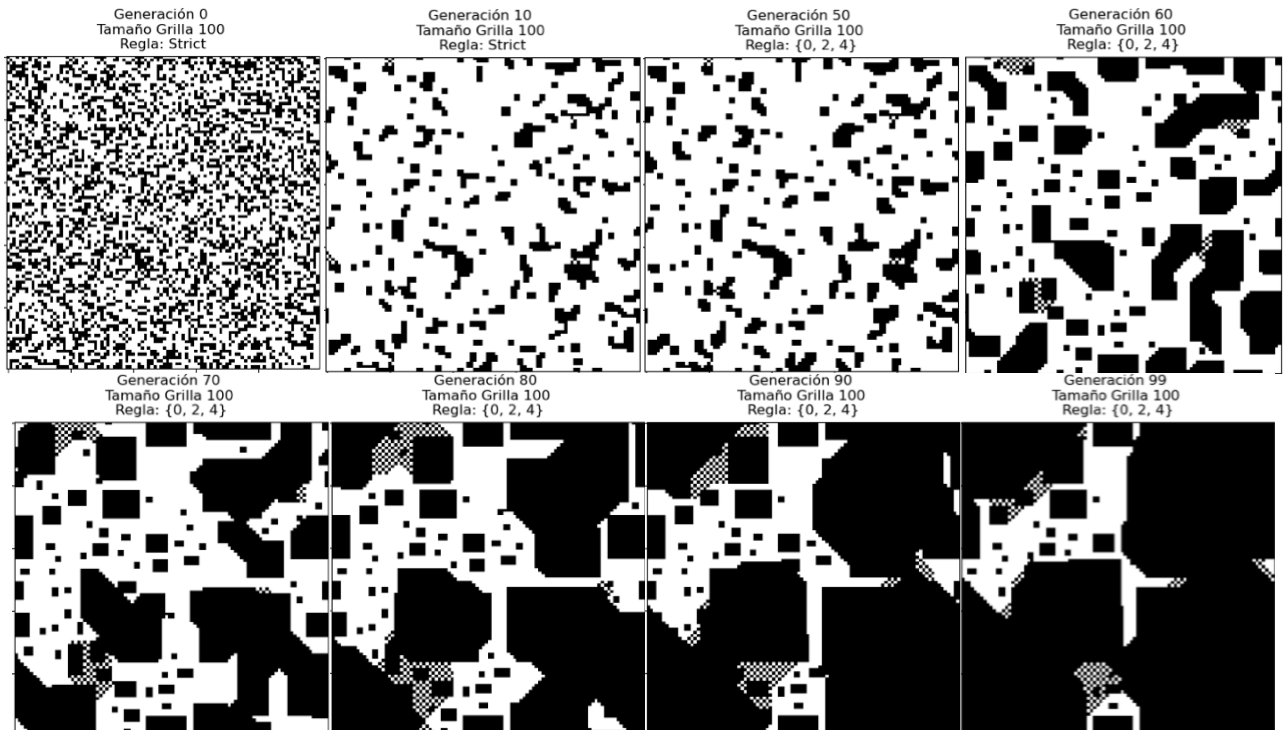 Generación 0
Tamaño Grilla 100
Regla: Strict
Generación 10
Tamaño Grilla 100
Regla: Strict
Generación 50
Tamaño Grilla 100
Regla: {0, 2, 4}
Generación 60
Tamaño Grilla 100
Regla: {0, 2, 4}
Generación 70
Tamaño Grilla 100
Regla: {0, 2, 4}
Generación 80
Tamaño Grilla 100
Regla: {0, 2, 4}
Generación 90
Tamaño Grilla 100
Regla: {0, 2, 4}
Generación 99
Tamaño Grilla 100
Regla: {0, 2, 4}